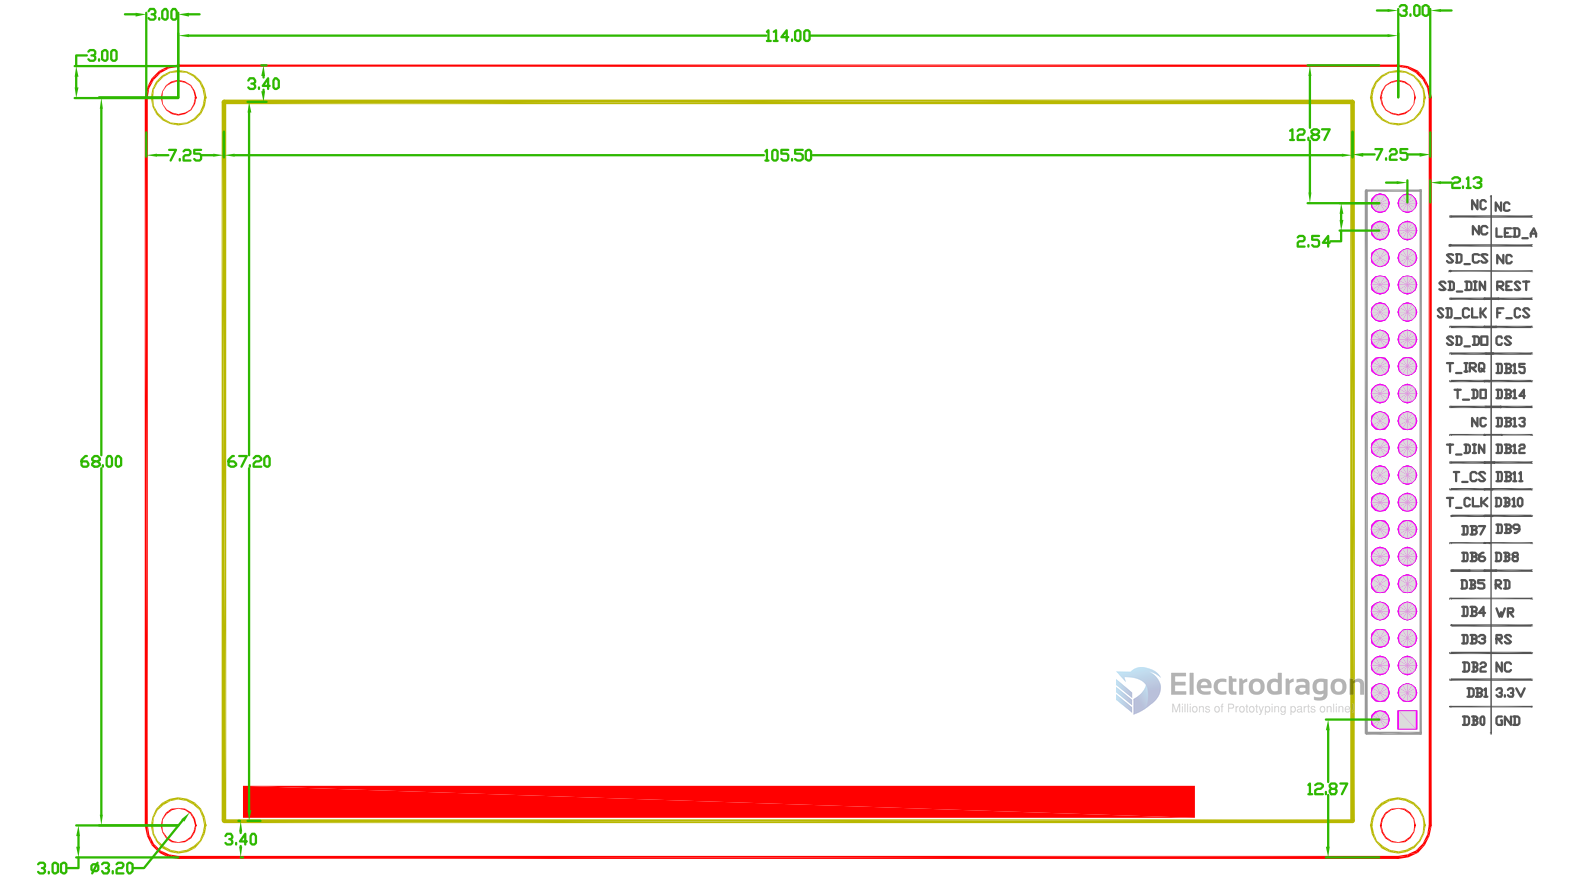 3.00
3.00
114.00
3.00
3.40
12.87
7.25
105.50
7.25
2.13
NC NC
2.54
NC LED_A
SD_CS NC
SD_DIN REST
SD_CLK F_CS
SD_DO CS
T_IRQ DB15
T_DO DB14
NC DB13
T_DIN DB12
68.00
67.20
T_CS DB11
T_CLK DB10
DB7 DB9
DB6 DB8
DB5 RD
DB4 WR
DB3 RS
DB2 NC
Electrodragon
DB1 3.3V
Millions of Prototyping parts online
DB0 GND
12.87
3.40
3.00
ø3.20